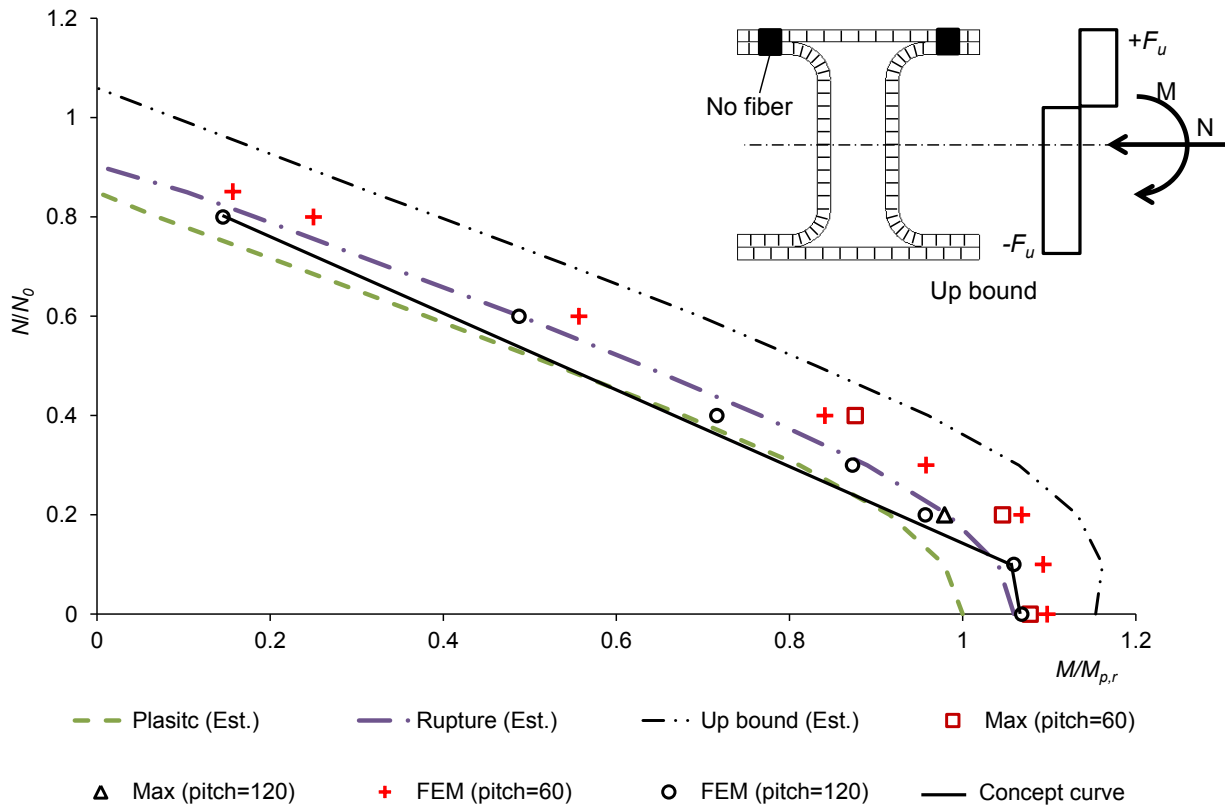 No fiber
+Fu
M
N
-Fu
Up bound
N/N0
1.2
1
0.8
0.6
0.4
0.2
0
0
0.2
0.4
0.6
0.8
1
1.2
M/Mp,r
Plasitc (Est.)
Rupture (Est.)
Up bound (Est.)
Max (pitch=60)
Max (pitch=120)
FEM (pitch=60)
FEM (pitch=120)
Concept curve